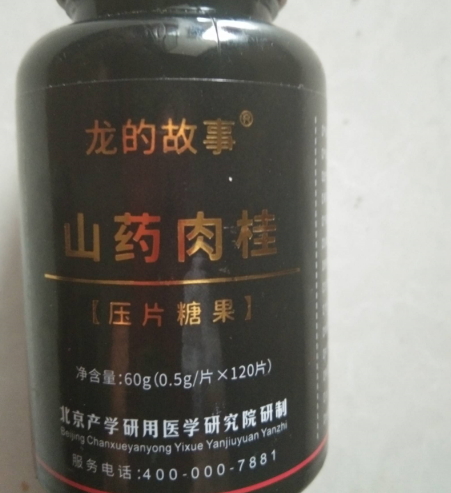 龙的故事®
山药肉桂
【压片糖果】
净含量:60g(0.5g/片×120片)
北京产学研用医学研究院研制
Beijing Chanxueyanyong Yixue Yanjiuyuan Yanzhi
服务电话:400-000-7881